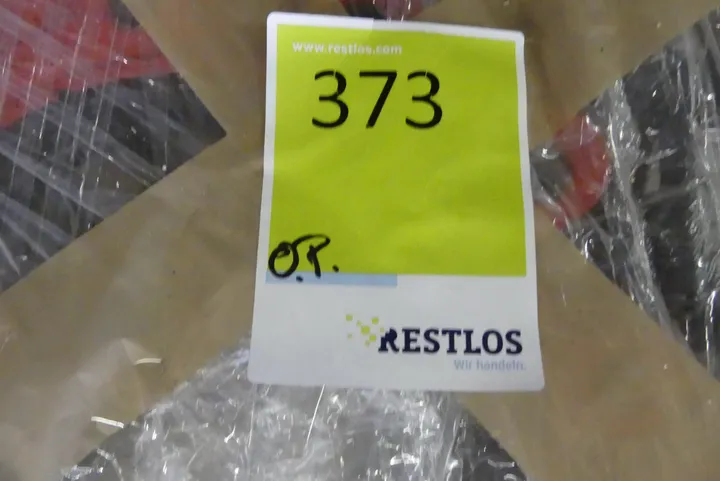 www.restlos.com
373
O.P.
RESTLOS
Wir handeln.